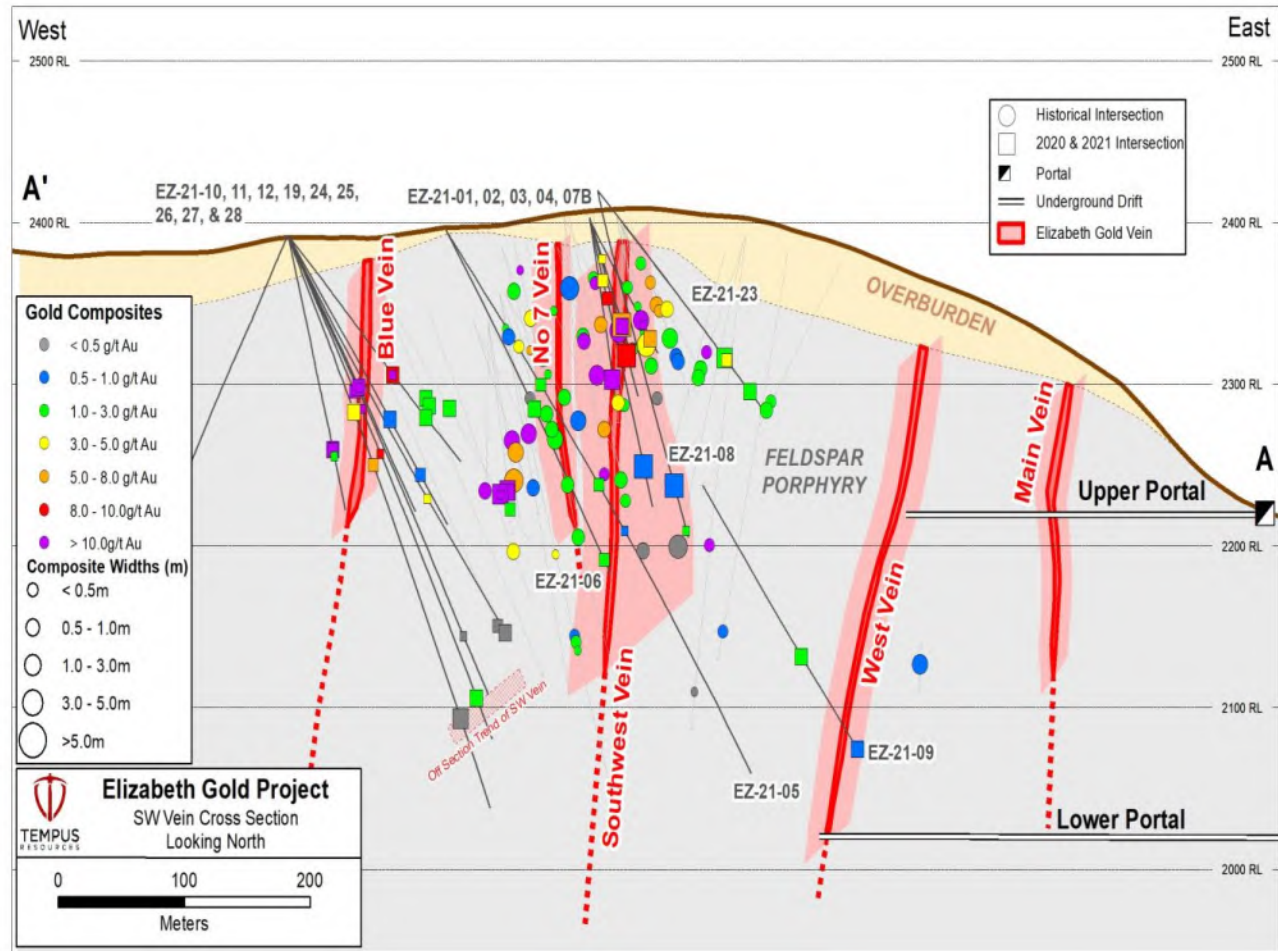 West
East
2500 RL
2500 RL
Historical Intersection
2020 & 2021 Intersection
Portal
Underground Drift
Elizabeth Gold Vein
A'
EZ-21-10, 11, 12, 19, 24, 25,
26, 27, & 28
EZ-21-01, 02, 03, 04, 07B
2400 RL
2400 RL
Blue Vein
No 7 Vein
EZ-21-23
OVERBURDEN
Gold Composites
< 0.5 g/t Au
0.5 - 1.0 g/t Au
1.0 - 3.0 g/t Au
3.0 - 5.0 g/t Au
5.0 - 8.0 g/t Au
8.0 - 10.0g/t Au
> 10.0g/t Au
Composite Widths (m)
< 0.5m
0.5 - 1.0m
1.0 - 3.0m
3.0 - 5.0m
>5.0m
2300 RL
EZ-21-08
FELDSPAR
PORPHYRY
Main Vein
A
Upper Portal
2200 RL
EZ-21-06
West Vein
Southwest Vein
2100 RL
Off Section Trend of SW Vein
EZ-21-09
EZ-21-05
Lower Portal
2000 RL
TEMPUS
RESOURCES
Elizabeth Gold Project
SW Vein Cross Section
Looking North
0 100 200
Meters